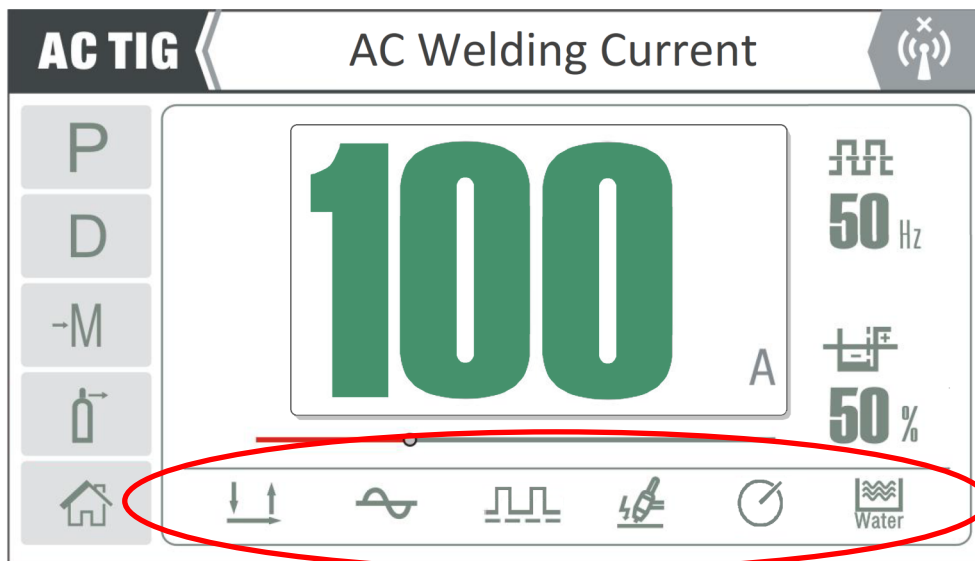 AC TIG
AC Welding Current
P
D
→M
100
A
50 Hz
50 %
Water